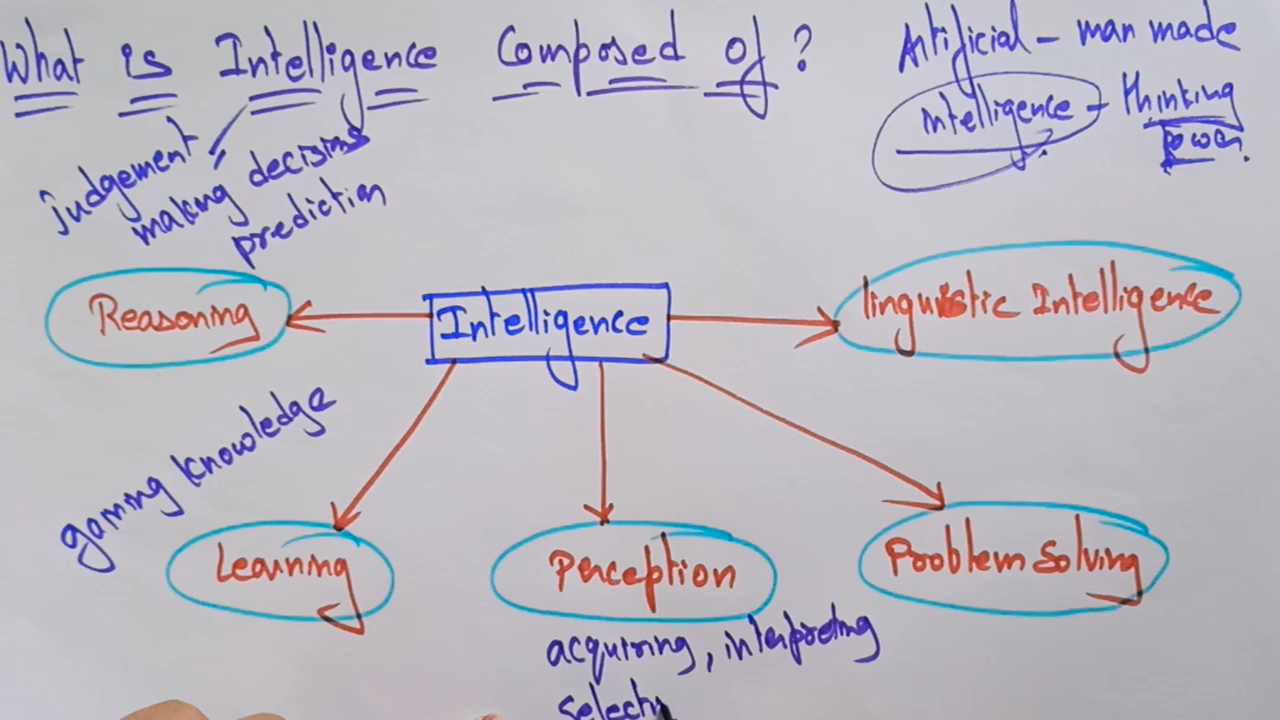 What is Intelligence Composed of ?
Artificial - man made
Intelligence - thinking
power.
judgement
making decisions
prediction
Reasoning
Intelligence
linguistic Intelligence
gaining knowledge
Learning
Perception
Problem Solving
acquiring, interpreting
selecti